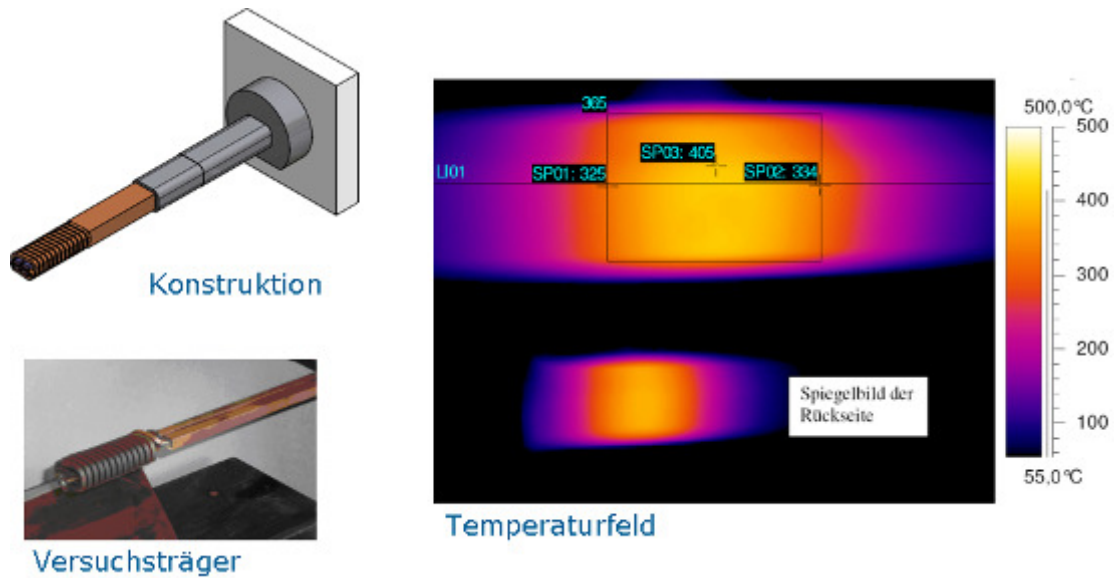 Konstruktion
Versuchsträger
365
SP03: 405
LI01
SP01: 325
SP02: 334
Spiegelbild der
Rückseite
Temperaturfeld
500,0°C
500
400
300
200
100
55,0°C